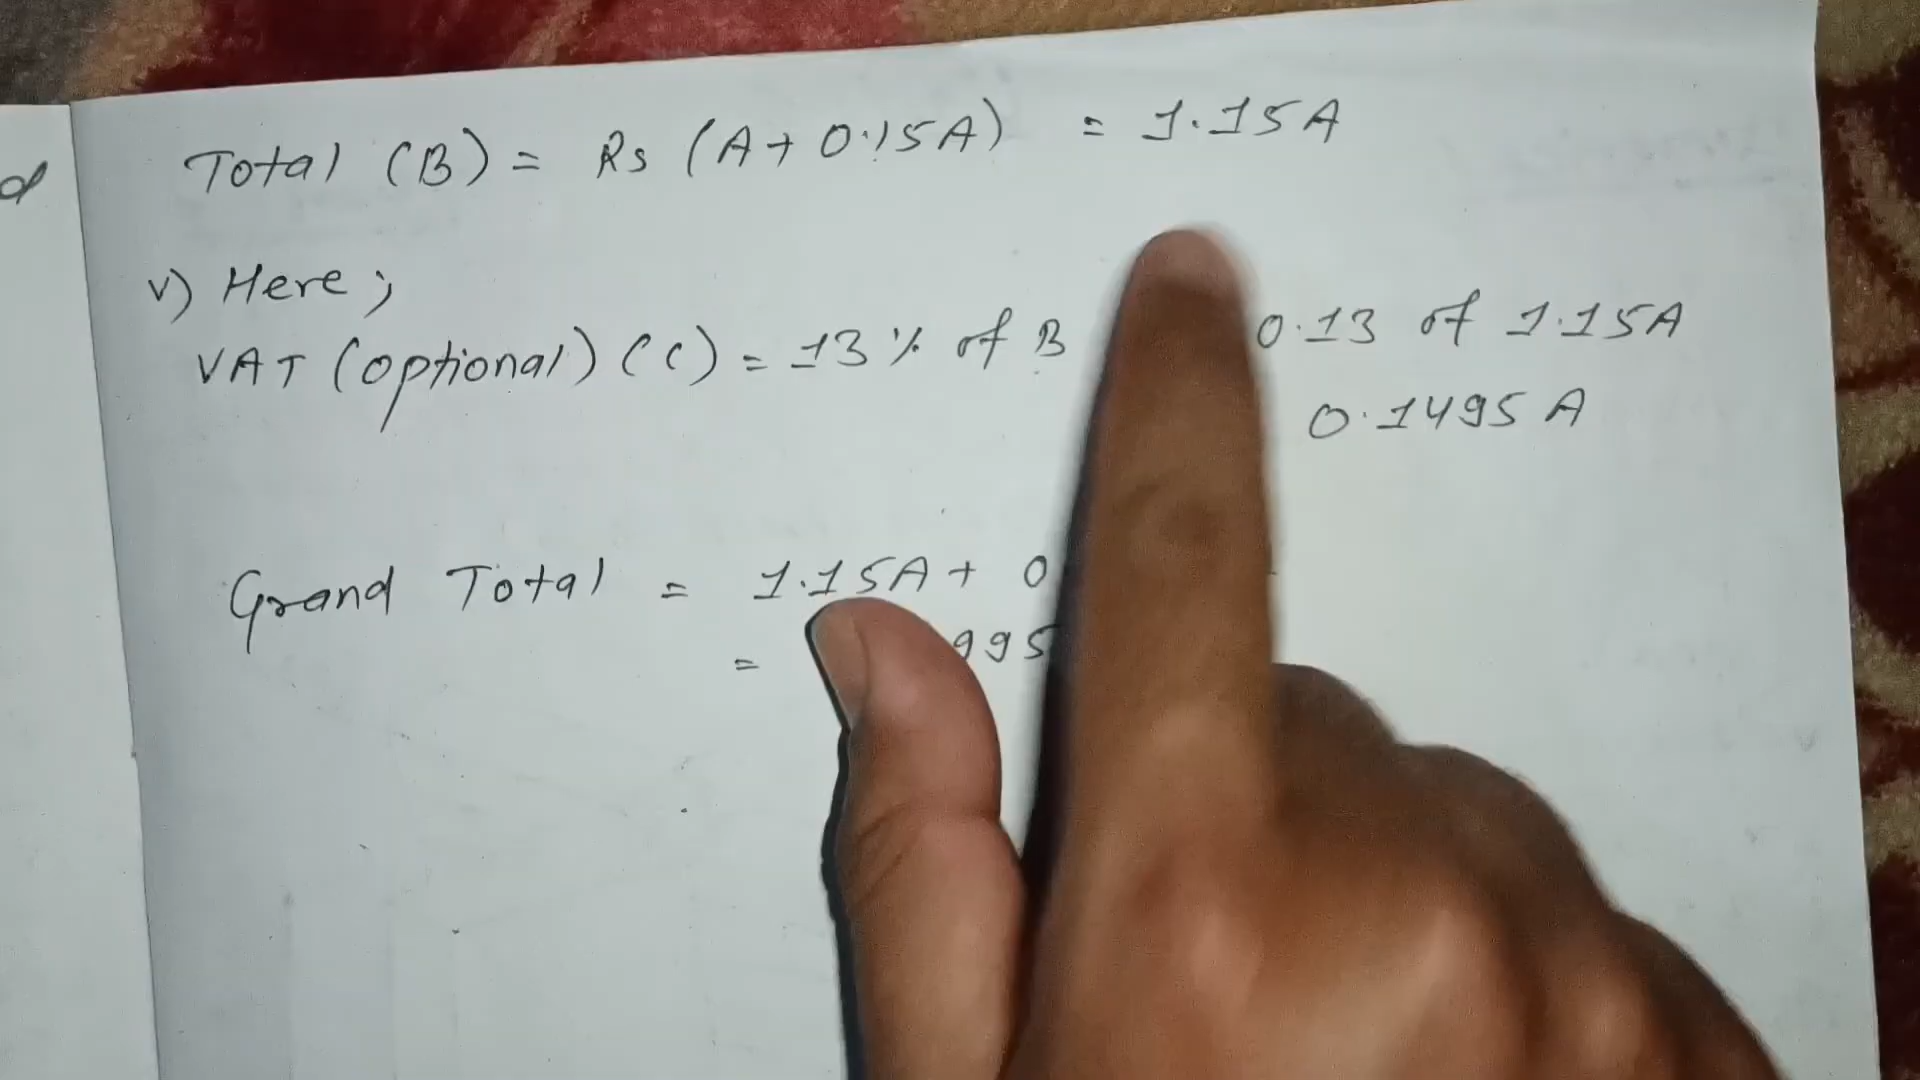 Total (B) = Rs (A+ 0.15A) = 1.15A
d
v) Here;
VAT (optional) (C) = 13 % of B 0.13 of 1.15A
0.1495 A
Grand Total = 1.15A + 0
= 995